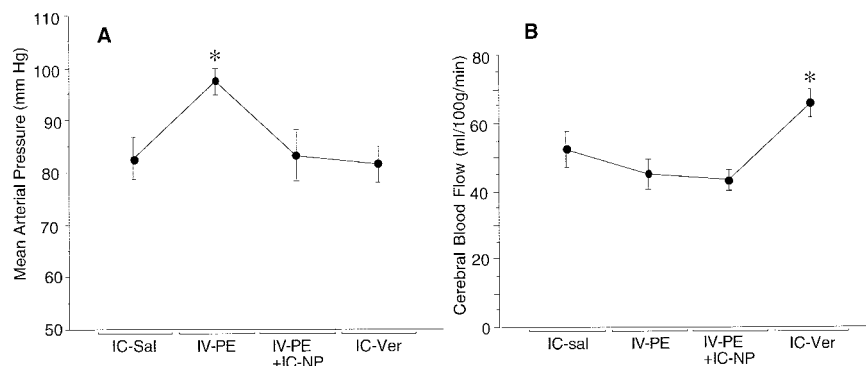 A
Mean Arterial Pressure (mm Hg)
110
100
90
80
70
60
50
*
IC-Sal IV-PE IV-PE IC-Ver
+IC-NP
B
Cerebral Blood Flow (ml/100g/min)
80
60
40
20
0
*
IC-sal IV-PE IV-PE IC-Ver
+IC-NP